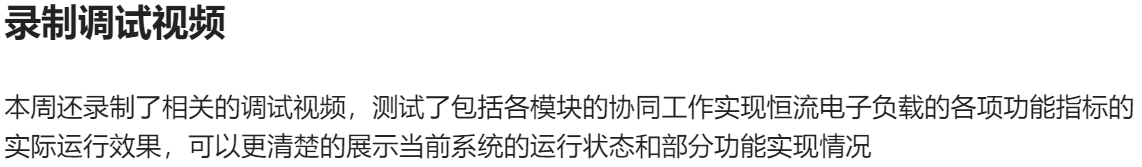 录制调试视频
本周还录制了相关的调试视频，测试了包括各模块的协同工作实现恒流电子负载的各项功能指标的
实际运行效果，可以更清楚的展示当前系统的运行状态和部分功能实现情况